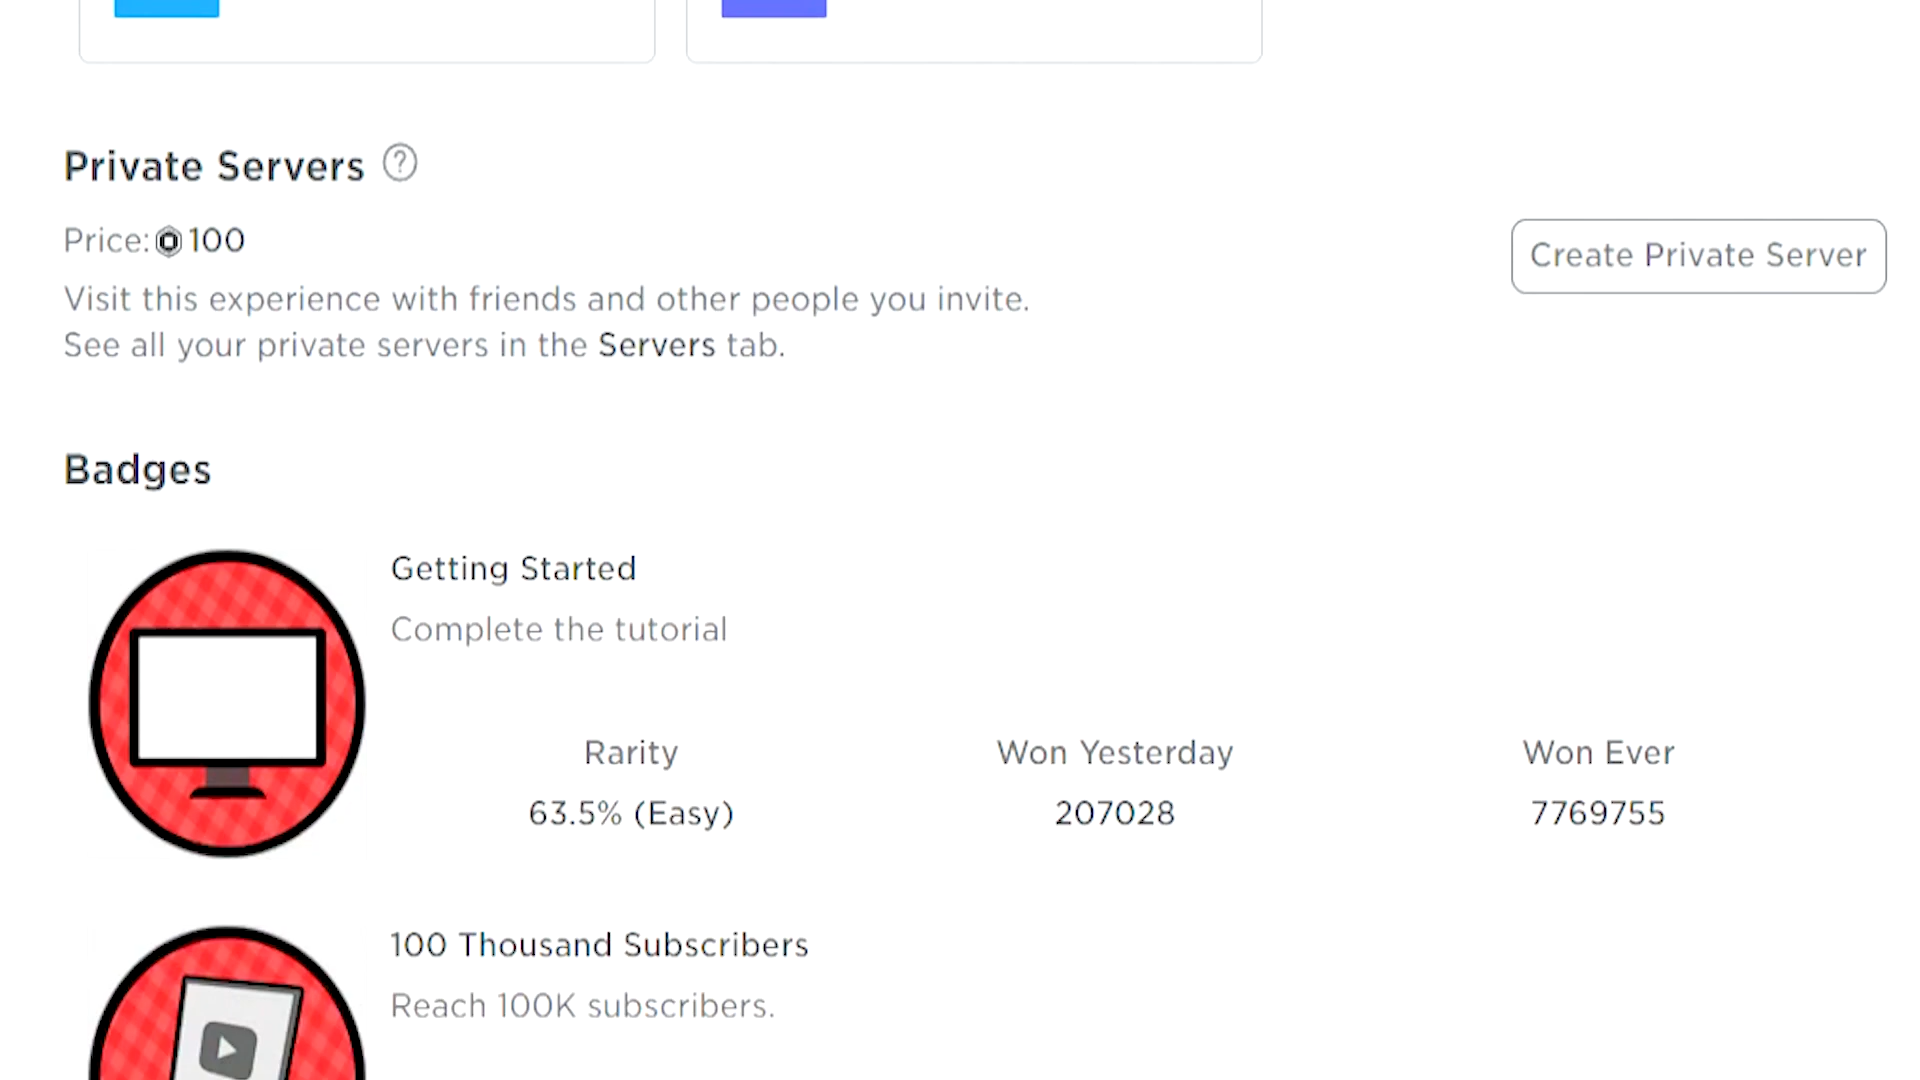 Private Servers
Price: 100
Create Private Server
Visit this experience with friends and other people you invite.
See all your private servers in the Servers tab.
Badges
Getting Started
Complete the tutorial
Rarity Won Yesterday Won Ever
63.5% (Easy) 207028 7769755
100 Thousand Subscribers
Reach 100K subscribers.